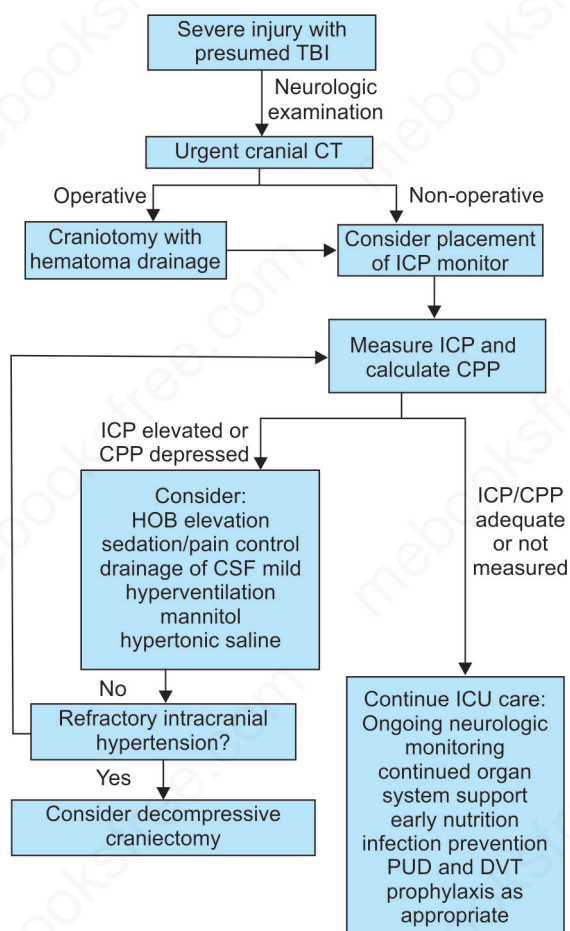 Severe injury with
presumed TBI
Neurologic
examination
Urgent cranial CT
Operative
Non-operative
Craniotomy with
hematoma drainage
Consider placement
of ICP monitor
Measure ICP and
calculate CPP
ICP elevated or
CPP depressed
ICP/CPP
adequate
or not
measured
Consider:
HOB elevation
sedation/pain control
drainage of CSF mild
hyperventilation
mannitol
hypertonic saline
No
Refractory intracranial
hypertension?
Yes
Consider decompressive
craniectomy
Continue ICU care:
Ongoing neurologic
monitoring
continued organ
system support
early nutrition
infection prevention
PUD and DVT
prophylaxis as
appropriate